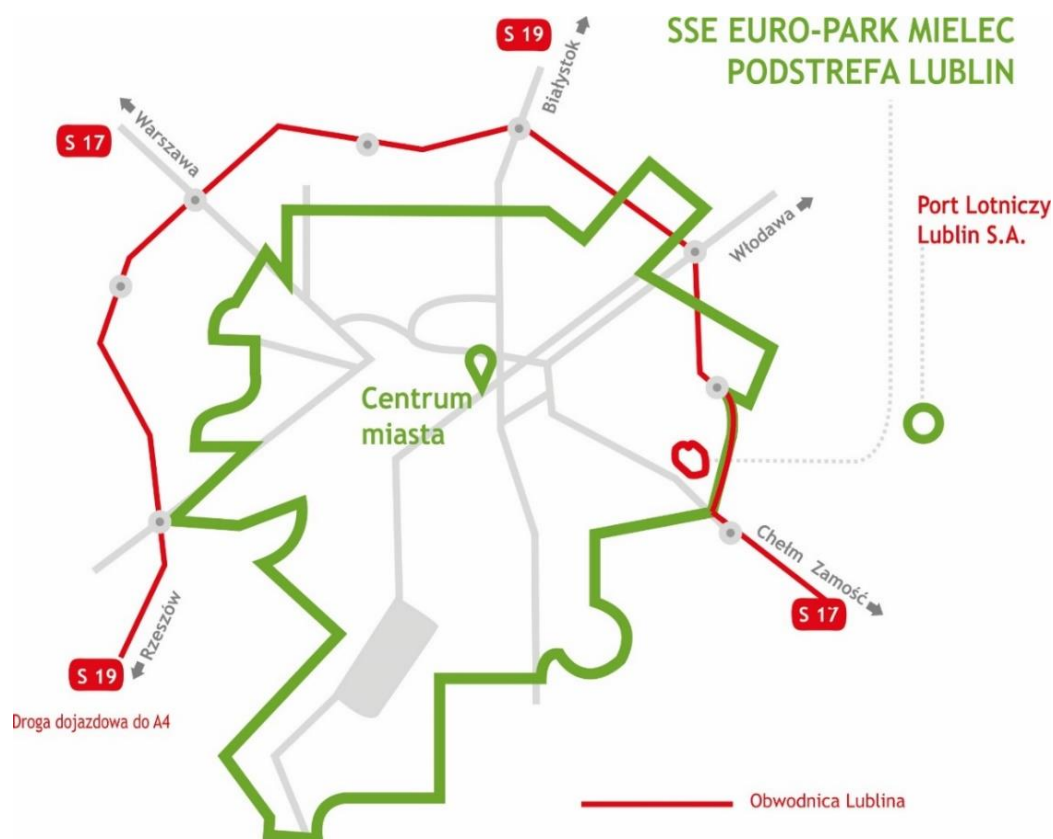 SSE EURO-PARK MIELEC
PODSTREFA LUBLIN
S 19
Białystok
S 17
Warszawa
Port Lotniczy
Lublin S.A.
Włodawa
Centrum
miasta
Chełm Zamość
S 17
Rzeszów
S 19
Droga dojazdowa do A4
Obwodnica Lublina